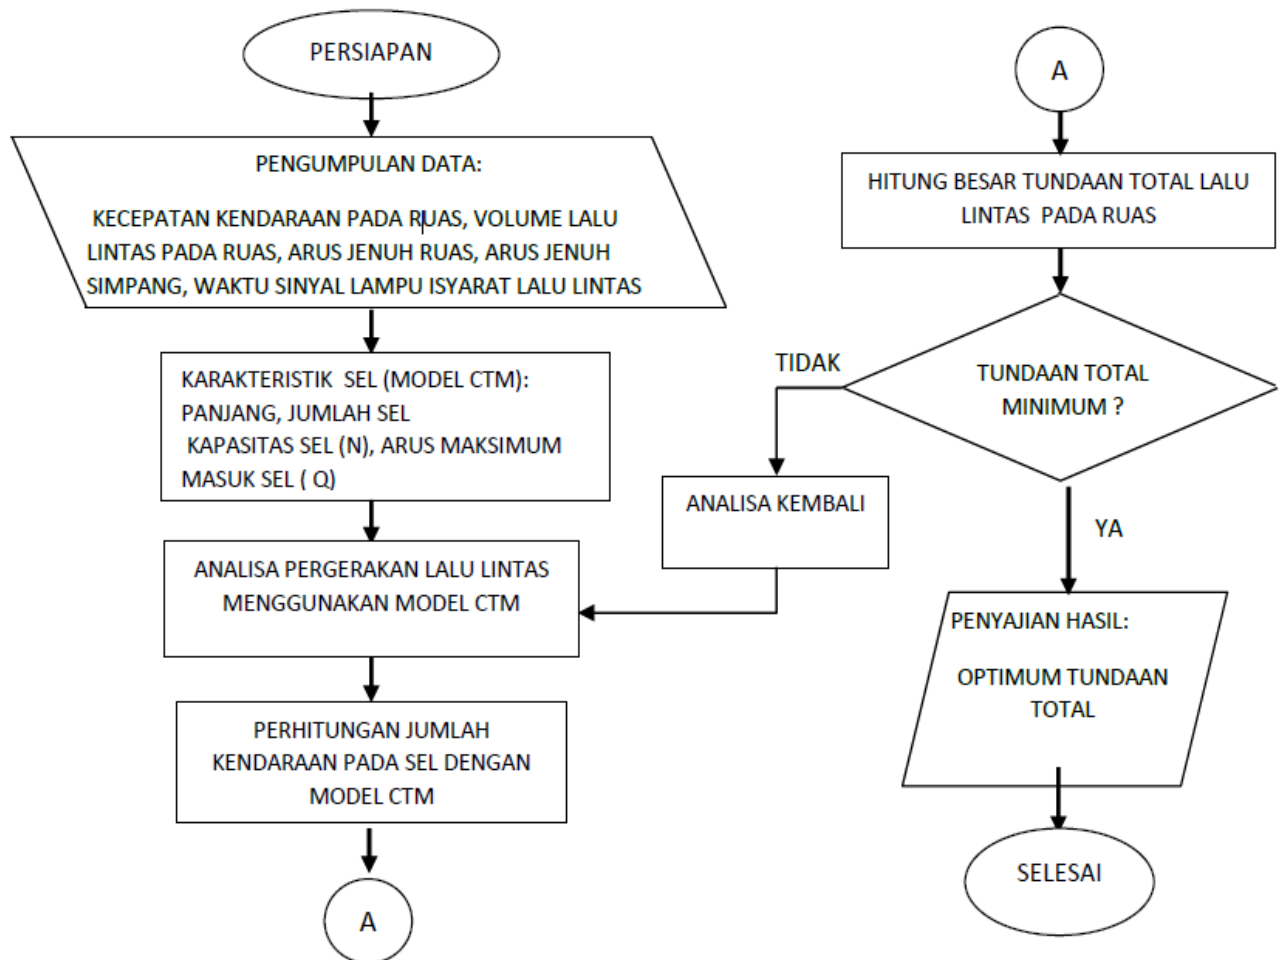 PERSIAPAN
PENGUMPULAN DATA:
KECEPATAN KENDARAAN PADA RUAS, VOLUME LALU
LINTAS PADA RUAS, ARUS JENUH RUAS, ARUS JENUH
SIMPANG, WAKTU SINYAL LAMPU ISYARAT LALU LINTAS
KARAKTERISTIK SEL (MODEL CTM):
PANJANG, JUMLAH SEL
KAPASITAS SEL (N), ARUS MAKSIMUM
MASUK SEL ( Q)
ANALISA PERGERAKAN LALU LINTAS
MENGGUNAKAN MODEL CTM
PERHITUNGAN JUMLAH
KENDARAAN PADA SEL DENGAN
MODEL CTM
A
A
HITUNG BESAR TUNDAAN TOTAL LALU
LINTAS PADA RUAS
TUNDAAN TOTAL
MINIMUM ?
TIDAK
ANALISA KEMBALI
YA
PENYAJIAN HASIL:
OPTIMUM TUNDAAN
TOTAL
SELESAI